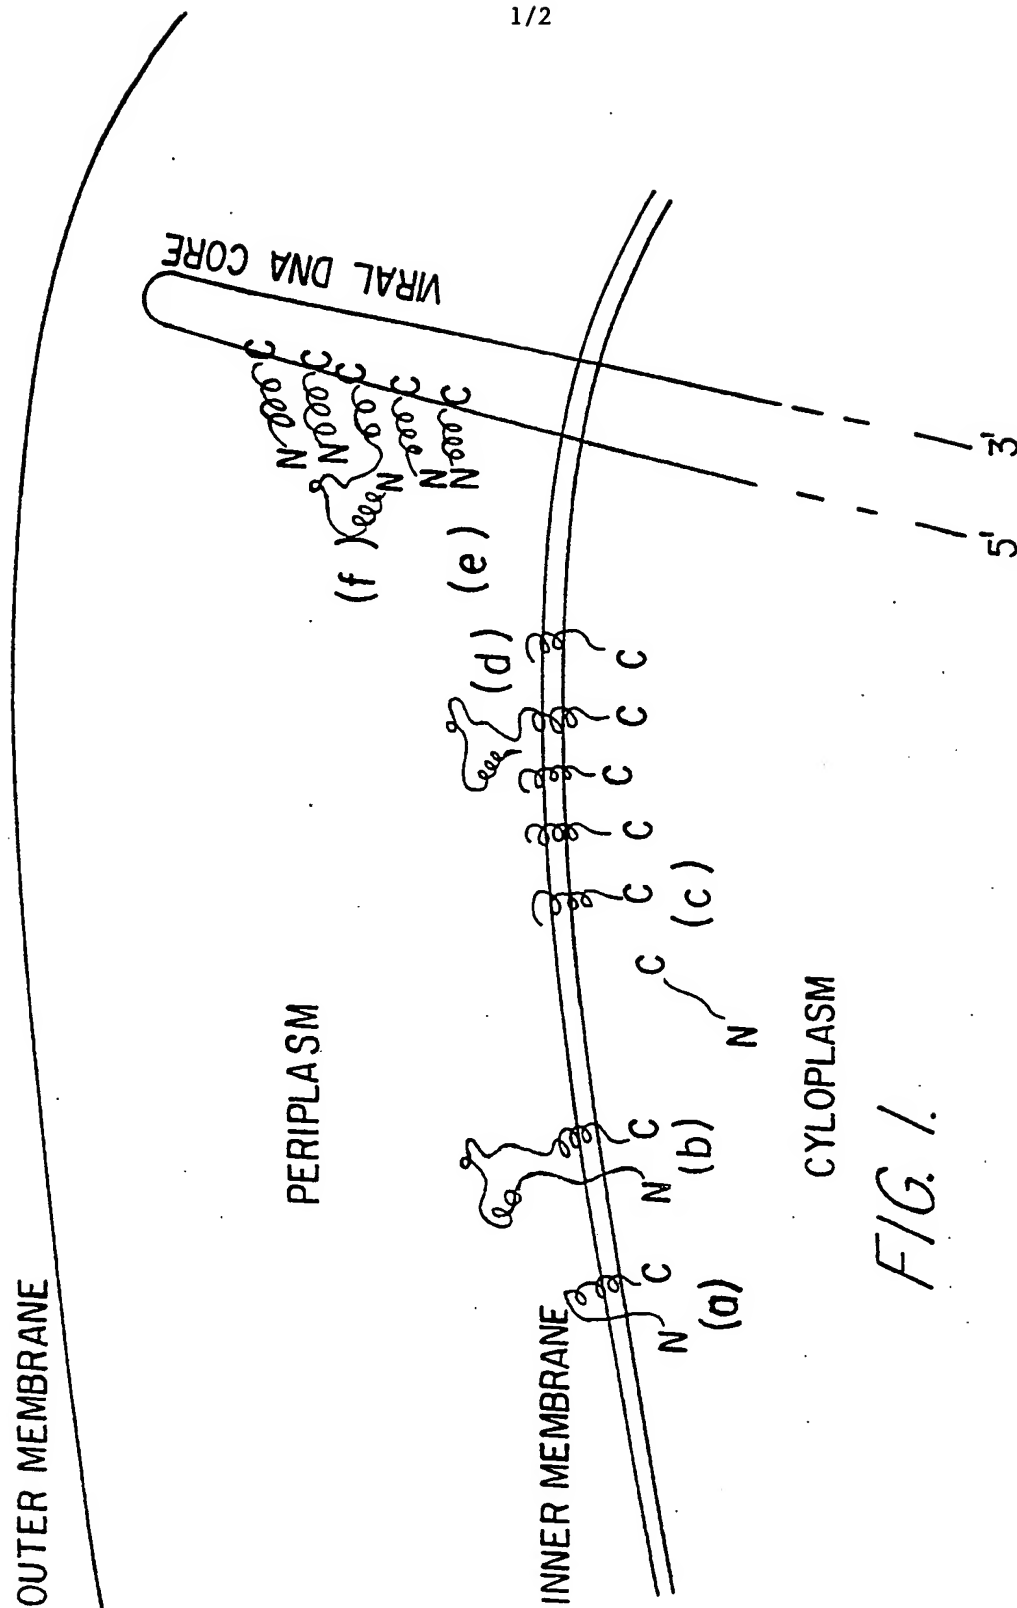 1/2
OUTER MEMBRANE
PERIPLASM
INNER MEMBRANE
VIRAL DNA CORE
C
C
C
C
C
N
N
N
N
N
(f)
(e)
(d)
C
C
C
C
C
(c)
C
N
N
C
(b)
N
C
(a)
5'
3'
CYLOPLASM
FIG. 1.